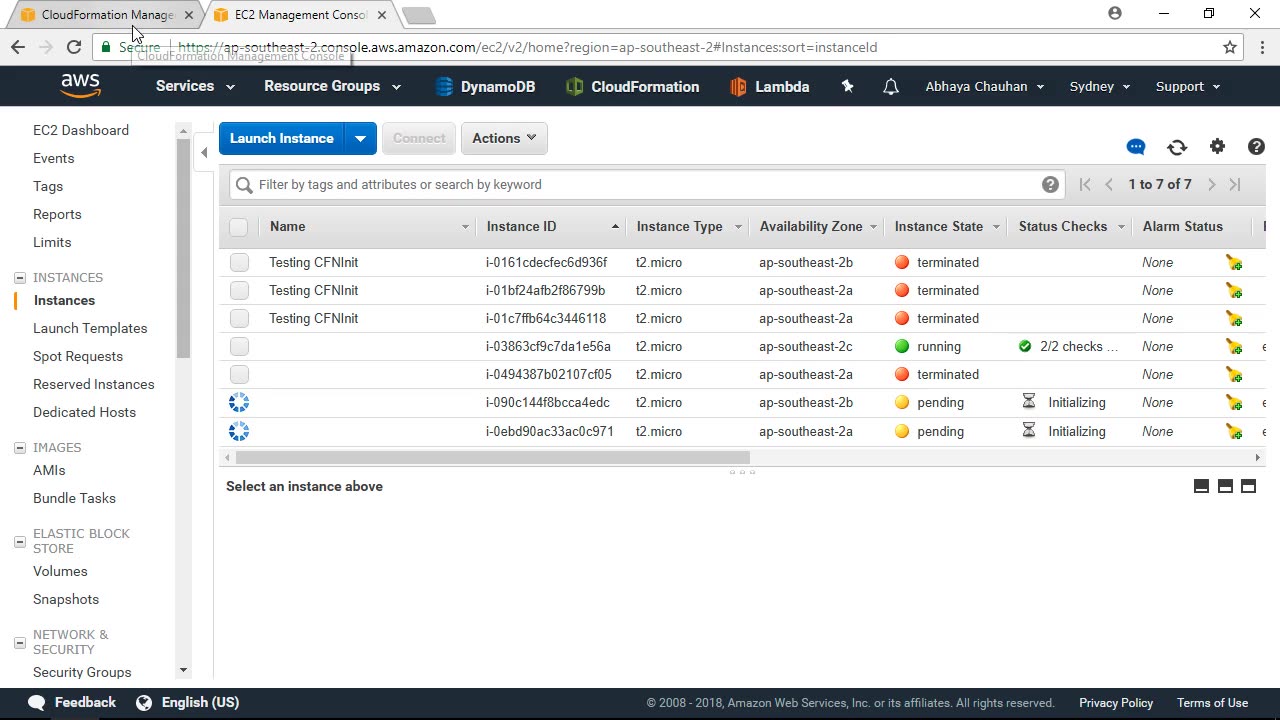 CloudFormation Manage
EC2 Management Consol
Secure https://ap-southeast-2.console.aws.amazon.com/ec2/v2/home?region=ap-southeast-2#Instances:sort=instanceId
CloudFormation Management Console
aws Services Resource Groups DynamoDB CloudFormation Lambda Abhaya Chauhan Sydney Support
EC2 Dashboard
Events
Tags
Reports
Limits
INSTANCES
Instances
Launch Templates
Spot Requests
Reserved Instances
Dedicated Hosts
IMAGES
AMIs
Bundle Tasks
ELASTIC BLOCK
STORE
Volumes
Snapshots
NETWORK &
SECURITY
Security Groups
Launch Instance Connect Actions
Filter by tags and attributes or search by keyword 1 to 7 of 7
Name Instance ID Instance Type Availability Zone Instance State Status Checks Alarm Status
Testing CFNInit i-0161cdecfec6d936f t2.micro ap-southeast-2b terminated None
Testing CFNInit i-01bf24afb2f86799b t2.micro ap-southeast-2a terminated None
Testing CFNInit i-01c7ffb64c3446118 t2.micro ap-southeast-2a terminated None
i-03863cf9c7da1e56a t2.micro ap-southeast-2c running 2/2 checks ... None
i-0494387b02107cf05 t2.micro ap-southeast-2a terminated None
i-090c144f8bcca4edc t2.micro ap-southeast-2b pending Initializing None
i-0ebd90ac33ac0c971 t2.micro ap-southeast-2a pending Initializing None
Select an instance above
Feedback English (US) © 2008 - 2018, Amazon Web Services, Inc. or its affiliates. All rights reserved. Privacy Policy Terms of Use